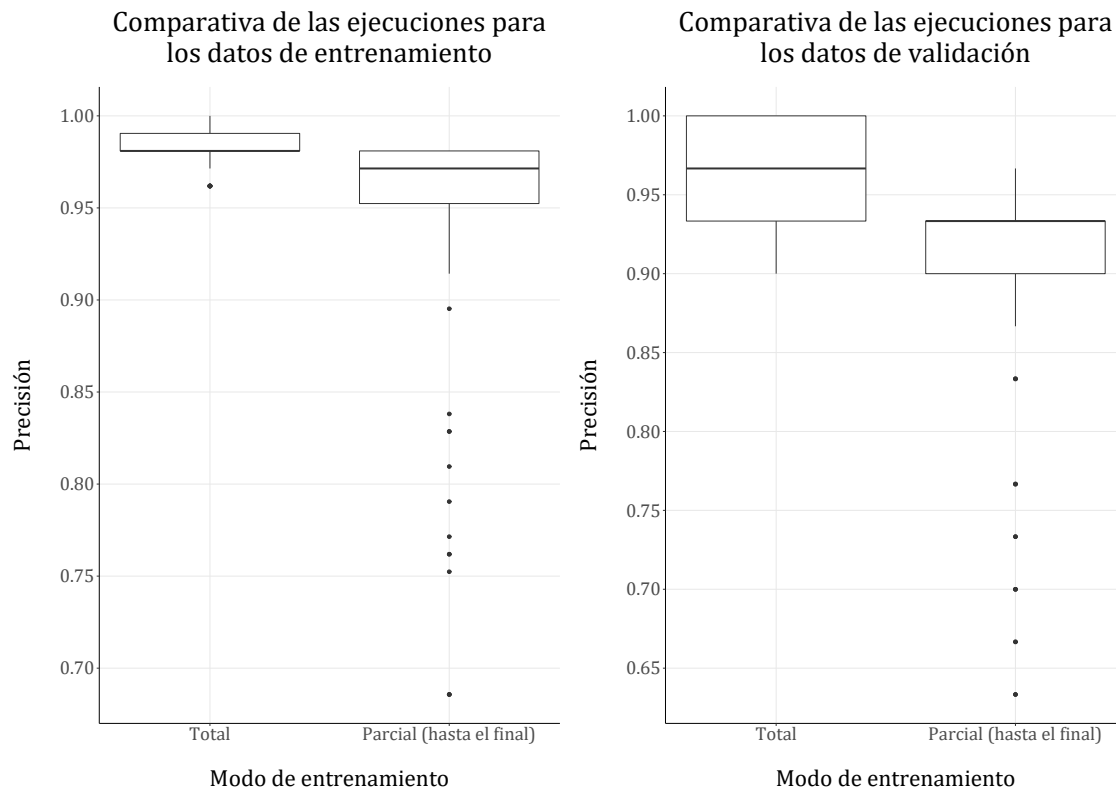 Comparativa de las ejecuciones para
los datos de entrenamiento
1.00
0.95
0.90
0.85
0.80
0.75
0.70
Precisión
Total
Parcial (hasta el final)
Modo de entrenamiento
Comparativa de las ejecuciones para
los datos de validación
1.00
0.95
0.90
0.85
0.80
0.75
0.70
0.65
Precisión
Total
Parcial (hasta el final)
Modo de entrenamiento